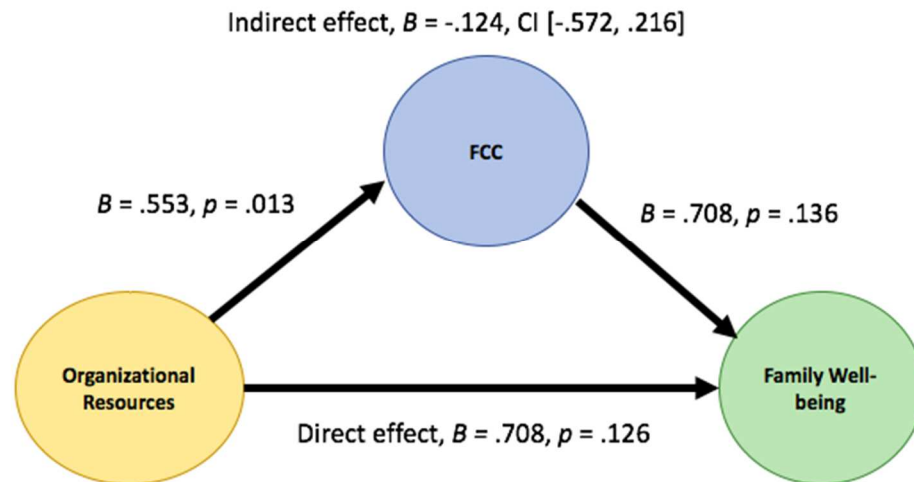 Indirect effect, B = -.124, CI [-.572, .216]
FCC
B = .553, p = .013
B = .708, p = .136
Organizational
Resources
Family Well-
being
Direct effect, B = .708, p = .126